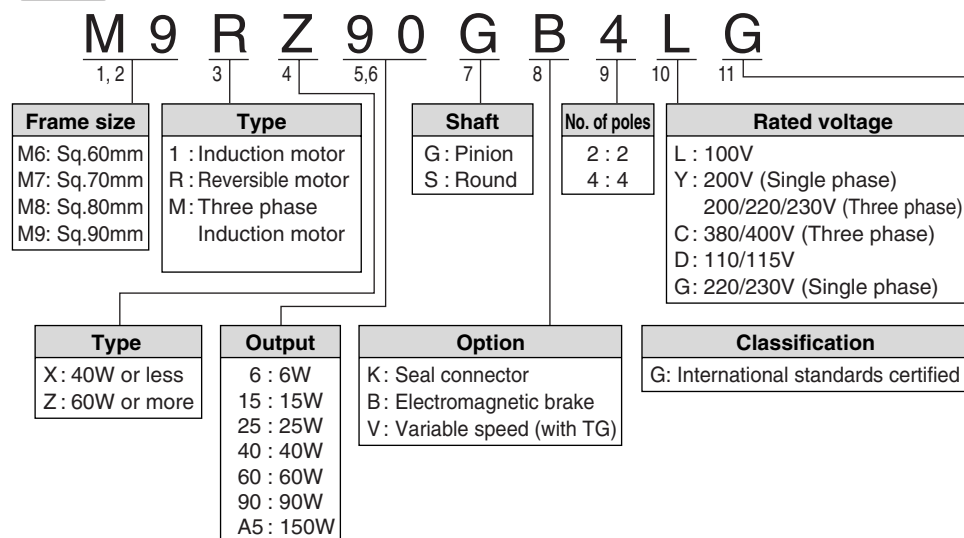 M 9 R Z 9 0 G B 4 L G
1, 2 3 4 5,6 7 8 9 10 11
Frame size
M6: Sq.60mm
M7: Sq.70mm
M8: Sq.80mm
M9: Sq.90mm
Type
1 : Induction motor
R : Reversible motor
M : Three phase
Induction motor
Shaft
G : Pinion
S : Round
No. of poles
2 : 2
4 : 4
Rated voltage
L : 100V
Y : 200V (Single phase)
200/220/230V (Three phase)
C : 380/400V (Three phase)
D : 110/115V
G : 220/230V (Single phase)
Type
X : 40W or less
Z : 60W or more
Output
6 : 6W
15 : 15W
25 : 25W
40 : 40W
60 : 60W
90 : 90W
A5 : 150W
Option
K : Seal connector
B : Electromagnetic brake
V : Variable speed (with TG)
Classification
G: International standards certified